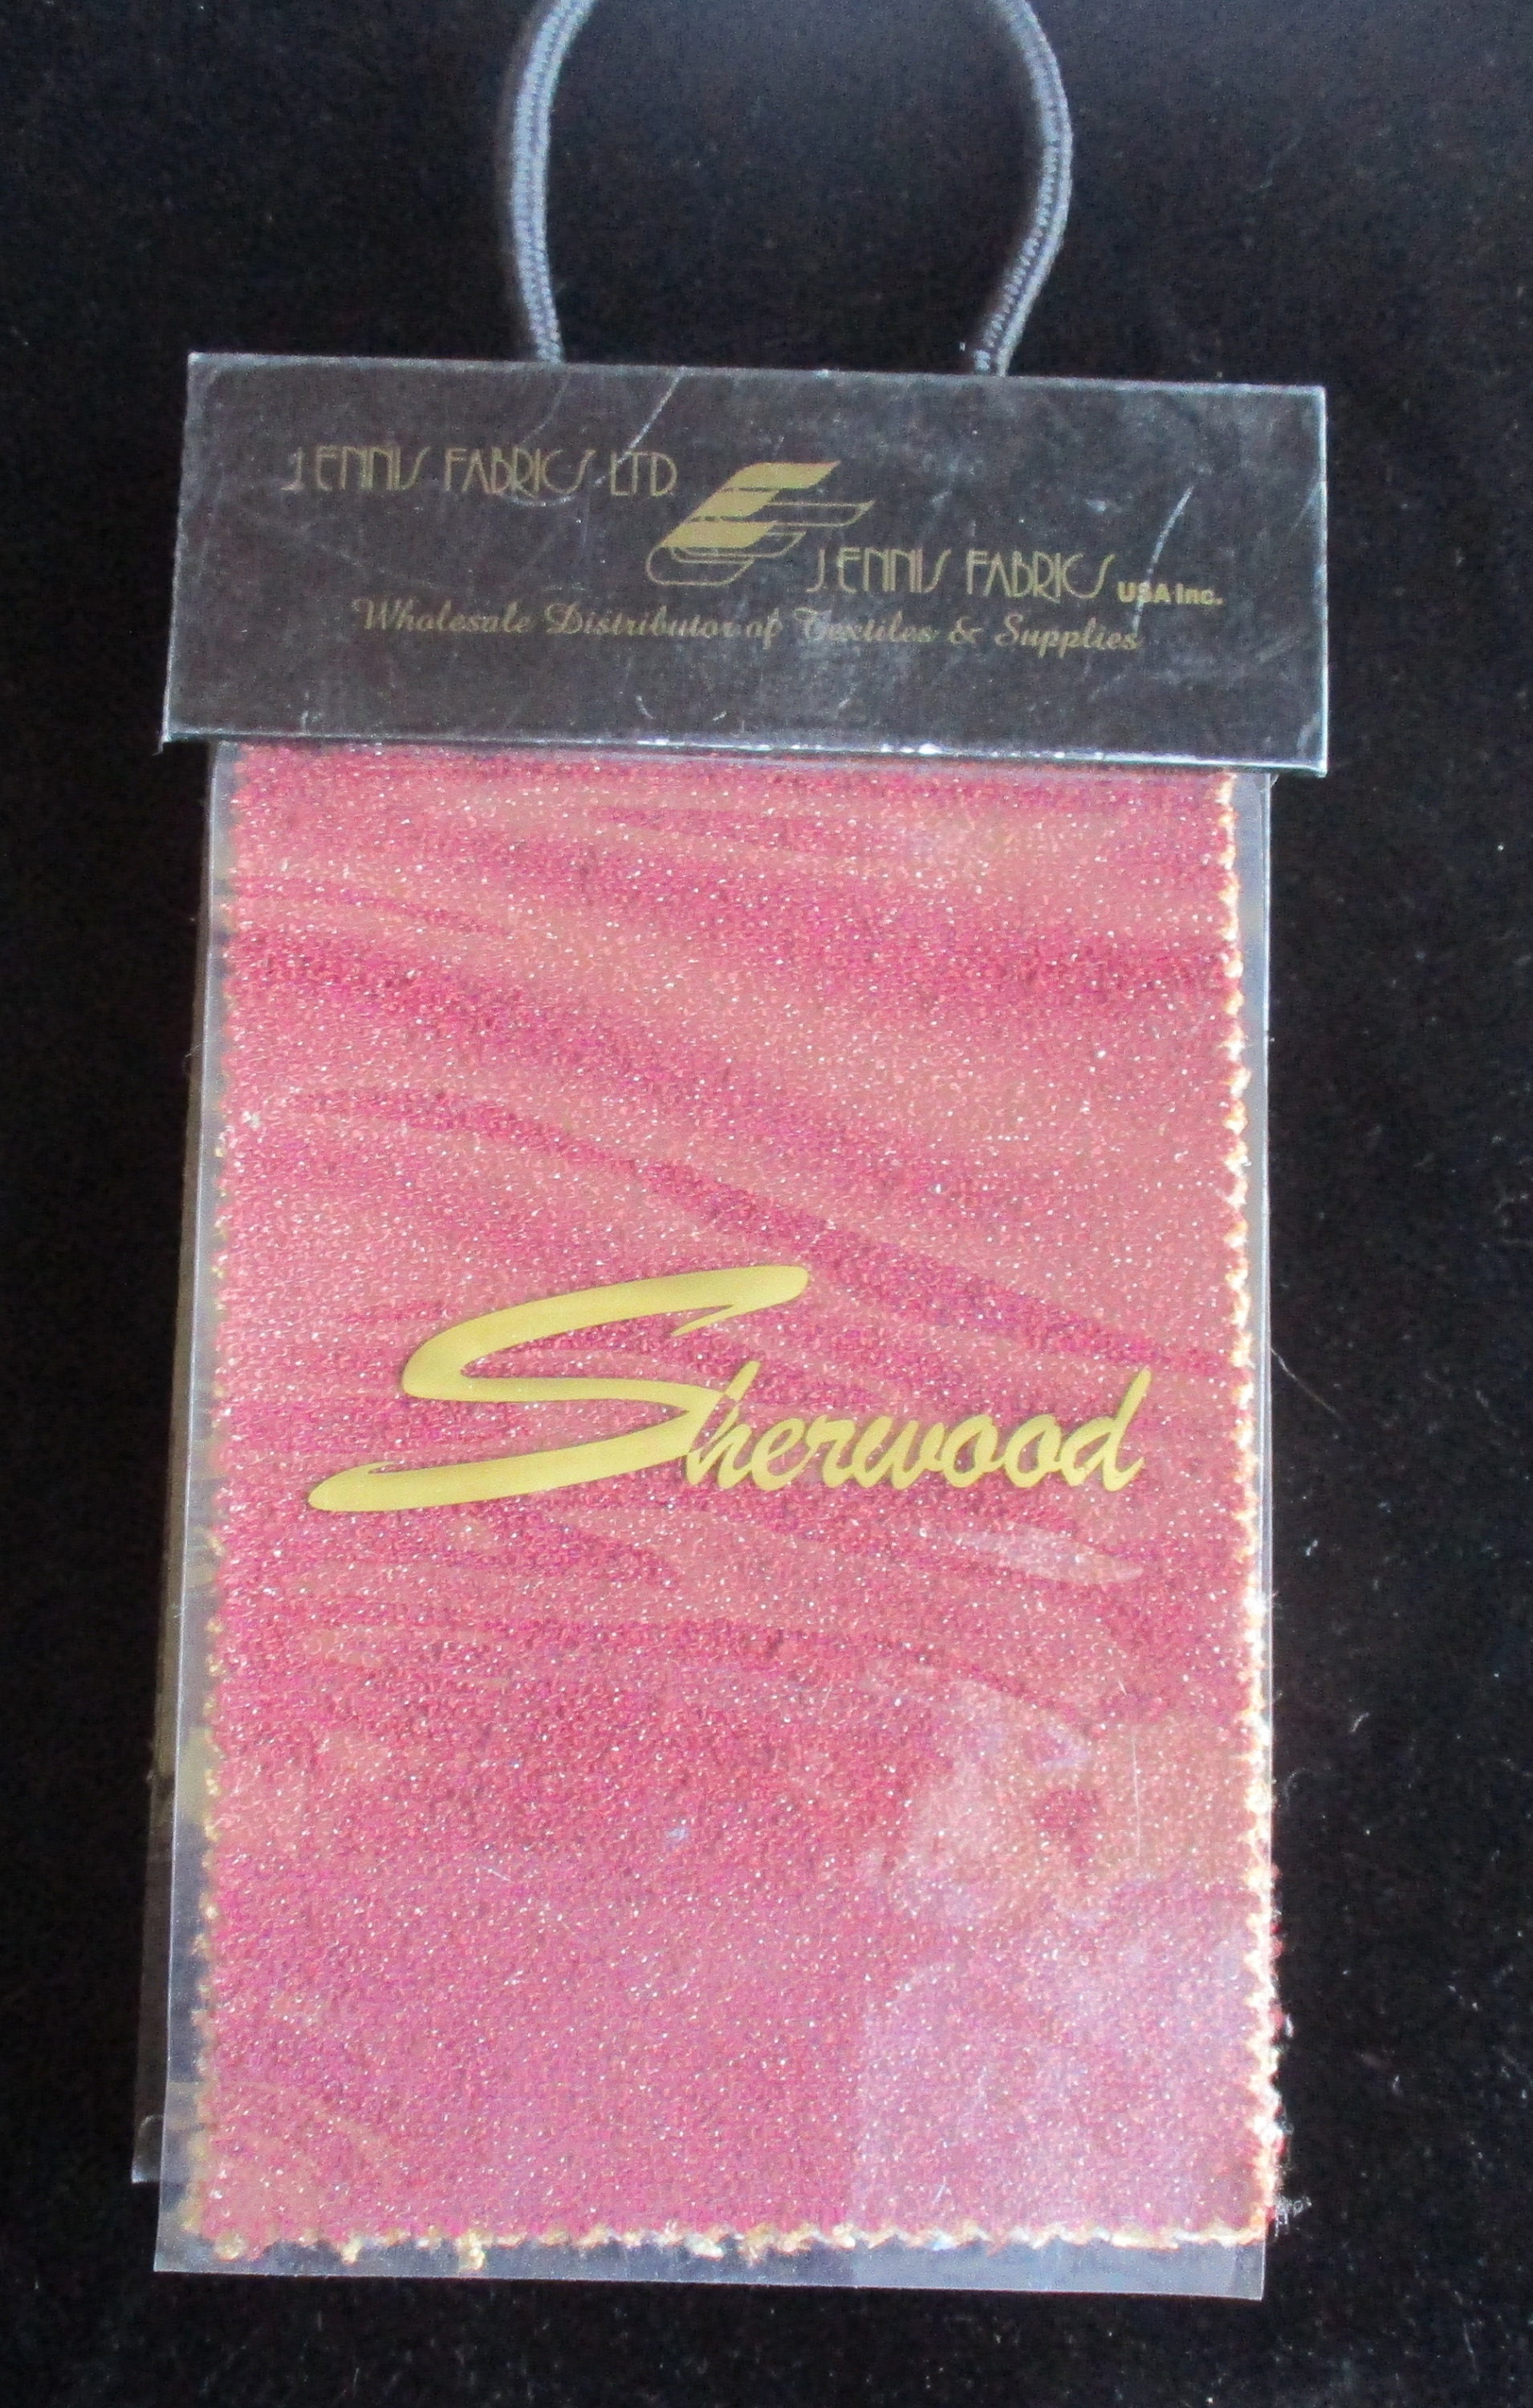 J. ENNIS FABRICS LTD.
J. ENNIS FABRICS USA Inc.
Wholesale Distributor of Textiles & Supplies
Sherwood